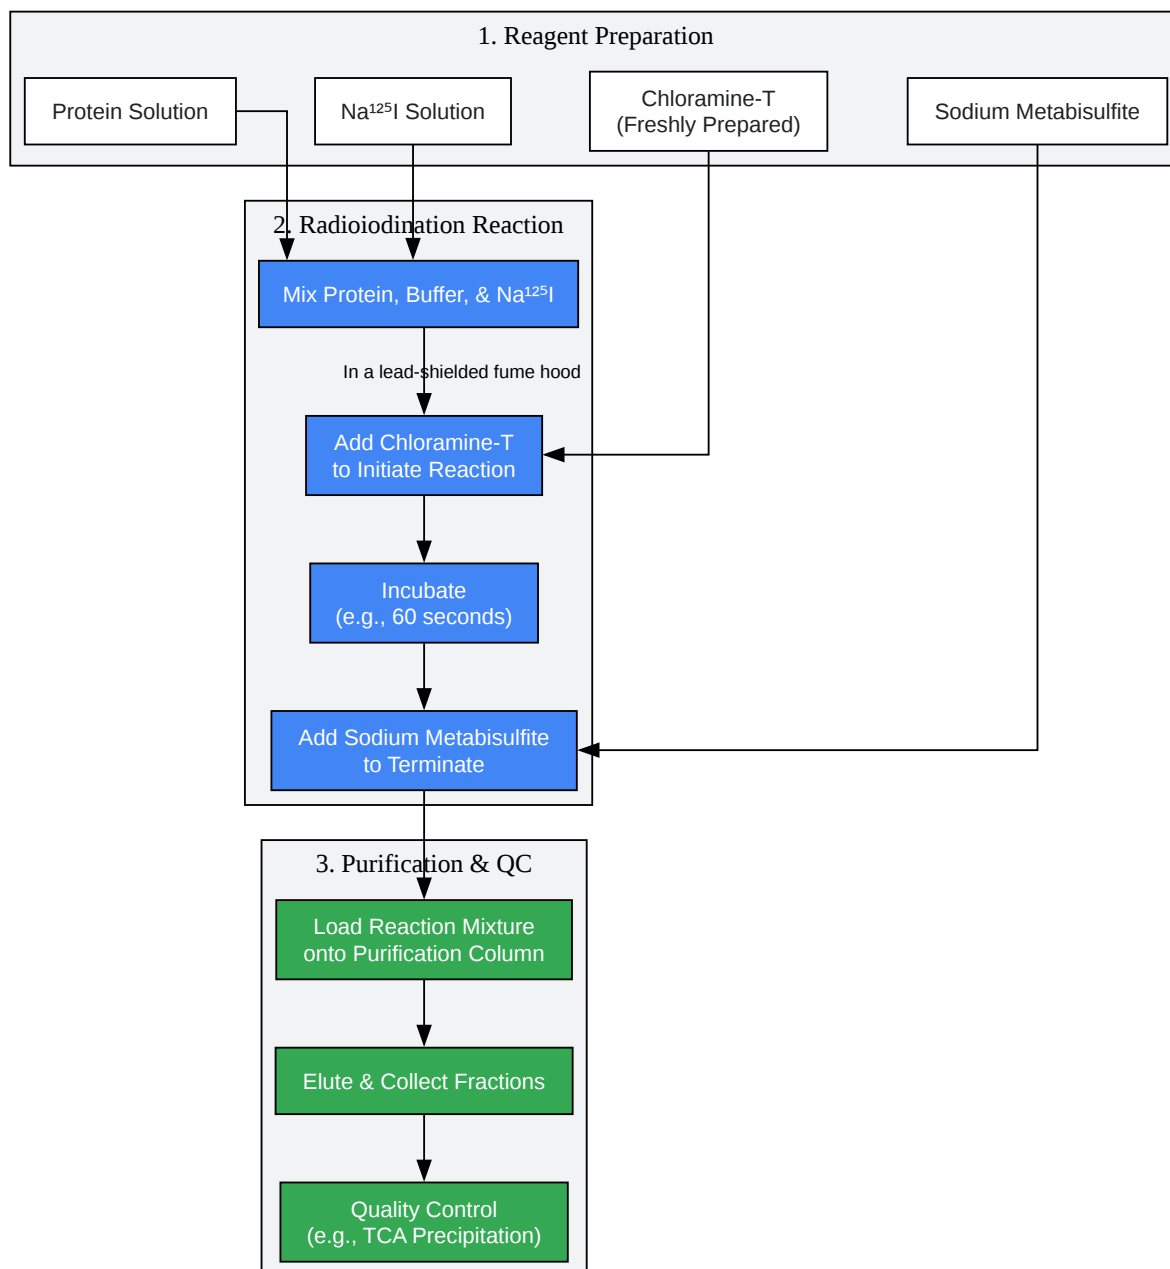 1. Reagent Preparation
Protein Solution
Na¹²⁵I Solution
Chloramine-T
(Freshly Prepared)
Sodium Metabisulfite
2. Radioiodination Reaction
Mix Protein, Buffer, & Na¹²⁵I
In a lead-shielded fume hood
Add Chloramine-T
to Initiate Reaction
Incubate
(e.g., 60 seconds)
Add Sodium Metabisulfite
to Terminate
3. Purification & QC
Load Reaction Mixture
onto Purification Column
Elute & Collect Fractions
Quality Control
(e.g., TCA Precipitation)